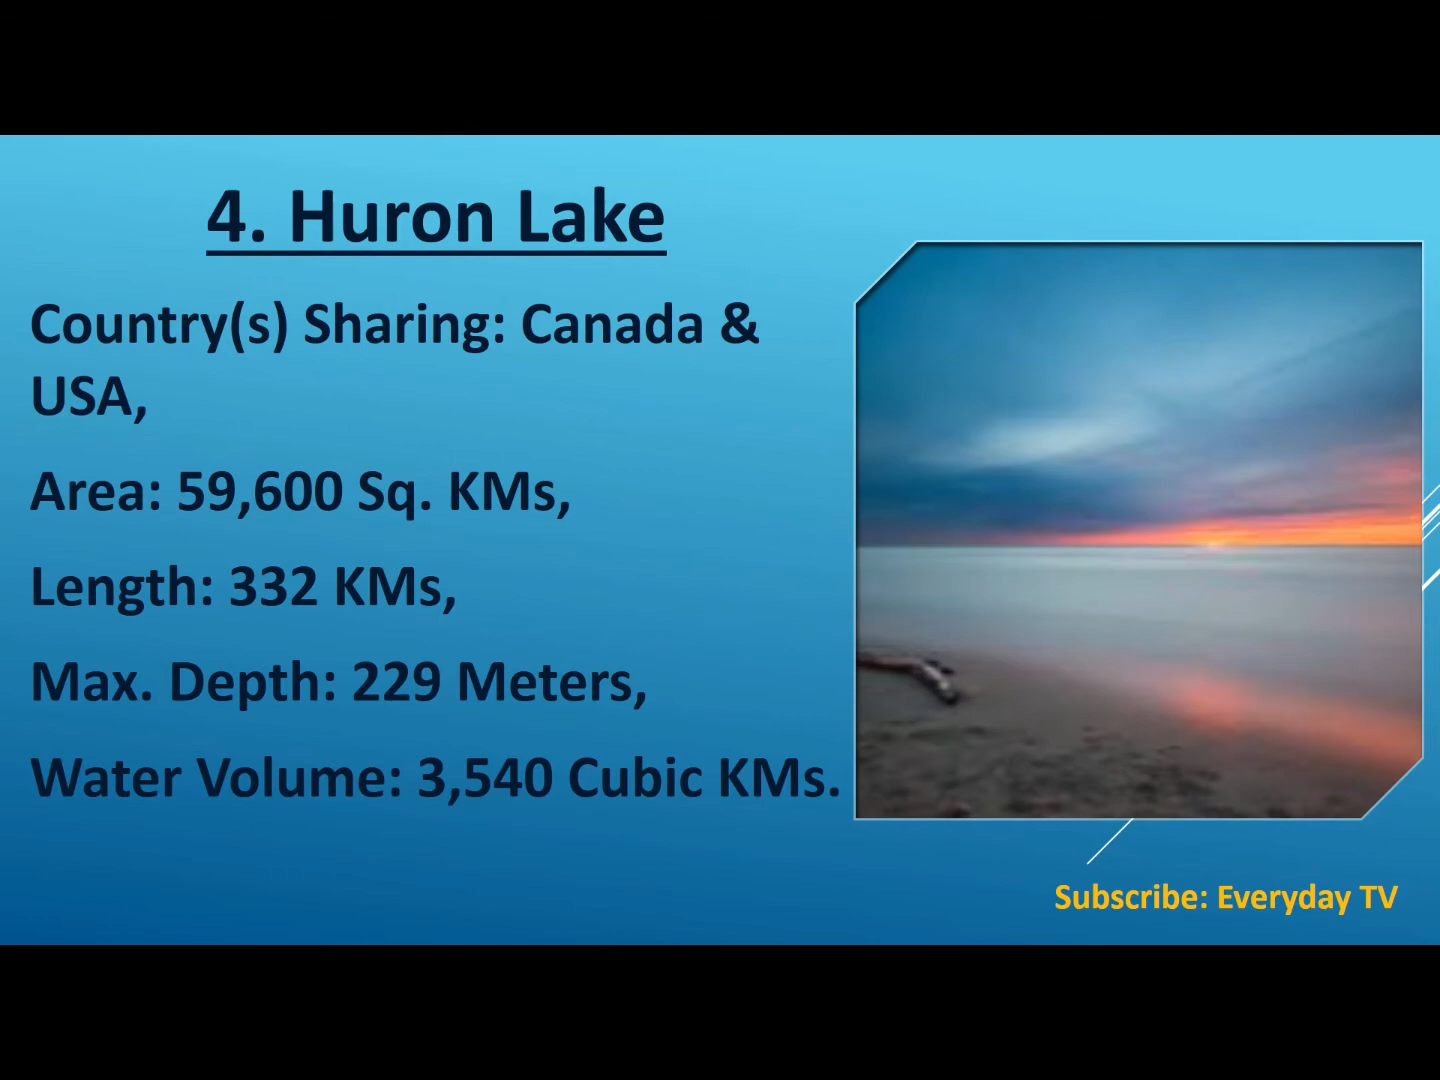 4. Huron Lake
Country(s) Sharing: Canada &
USA,
Area: 59,600 Sq. KMs,
Length: 332 KMs,
Max. Depth: 229 Meters,
Water Volume: 3,540 Cubic KMs.
Subscribe: Everyday TV